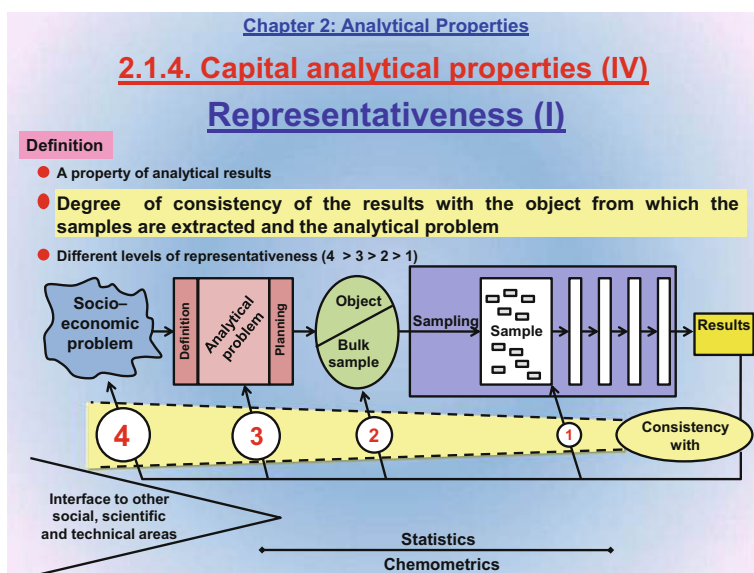 Chapter 2: Analytical Properties
2.1.4. Capital analytical properties (IV)
Representativeness (I)
Definition
A property of analytical results
Degree of consistency of the results with the object from which the
samples are extracted and the analytical problem
Different levels of representativeness (4 > 3 > 2 > 1)
Socio–
economic
problem
Definition
Analytical
problem
Planning
Object
Bulk
sample
Sampling
Sample
Results
4
3
2
1
Consistency
with
Interface to other
social, scientific
and technical areas
Statistics
Chemometrics